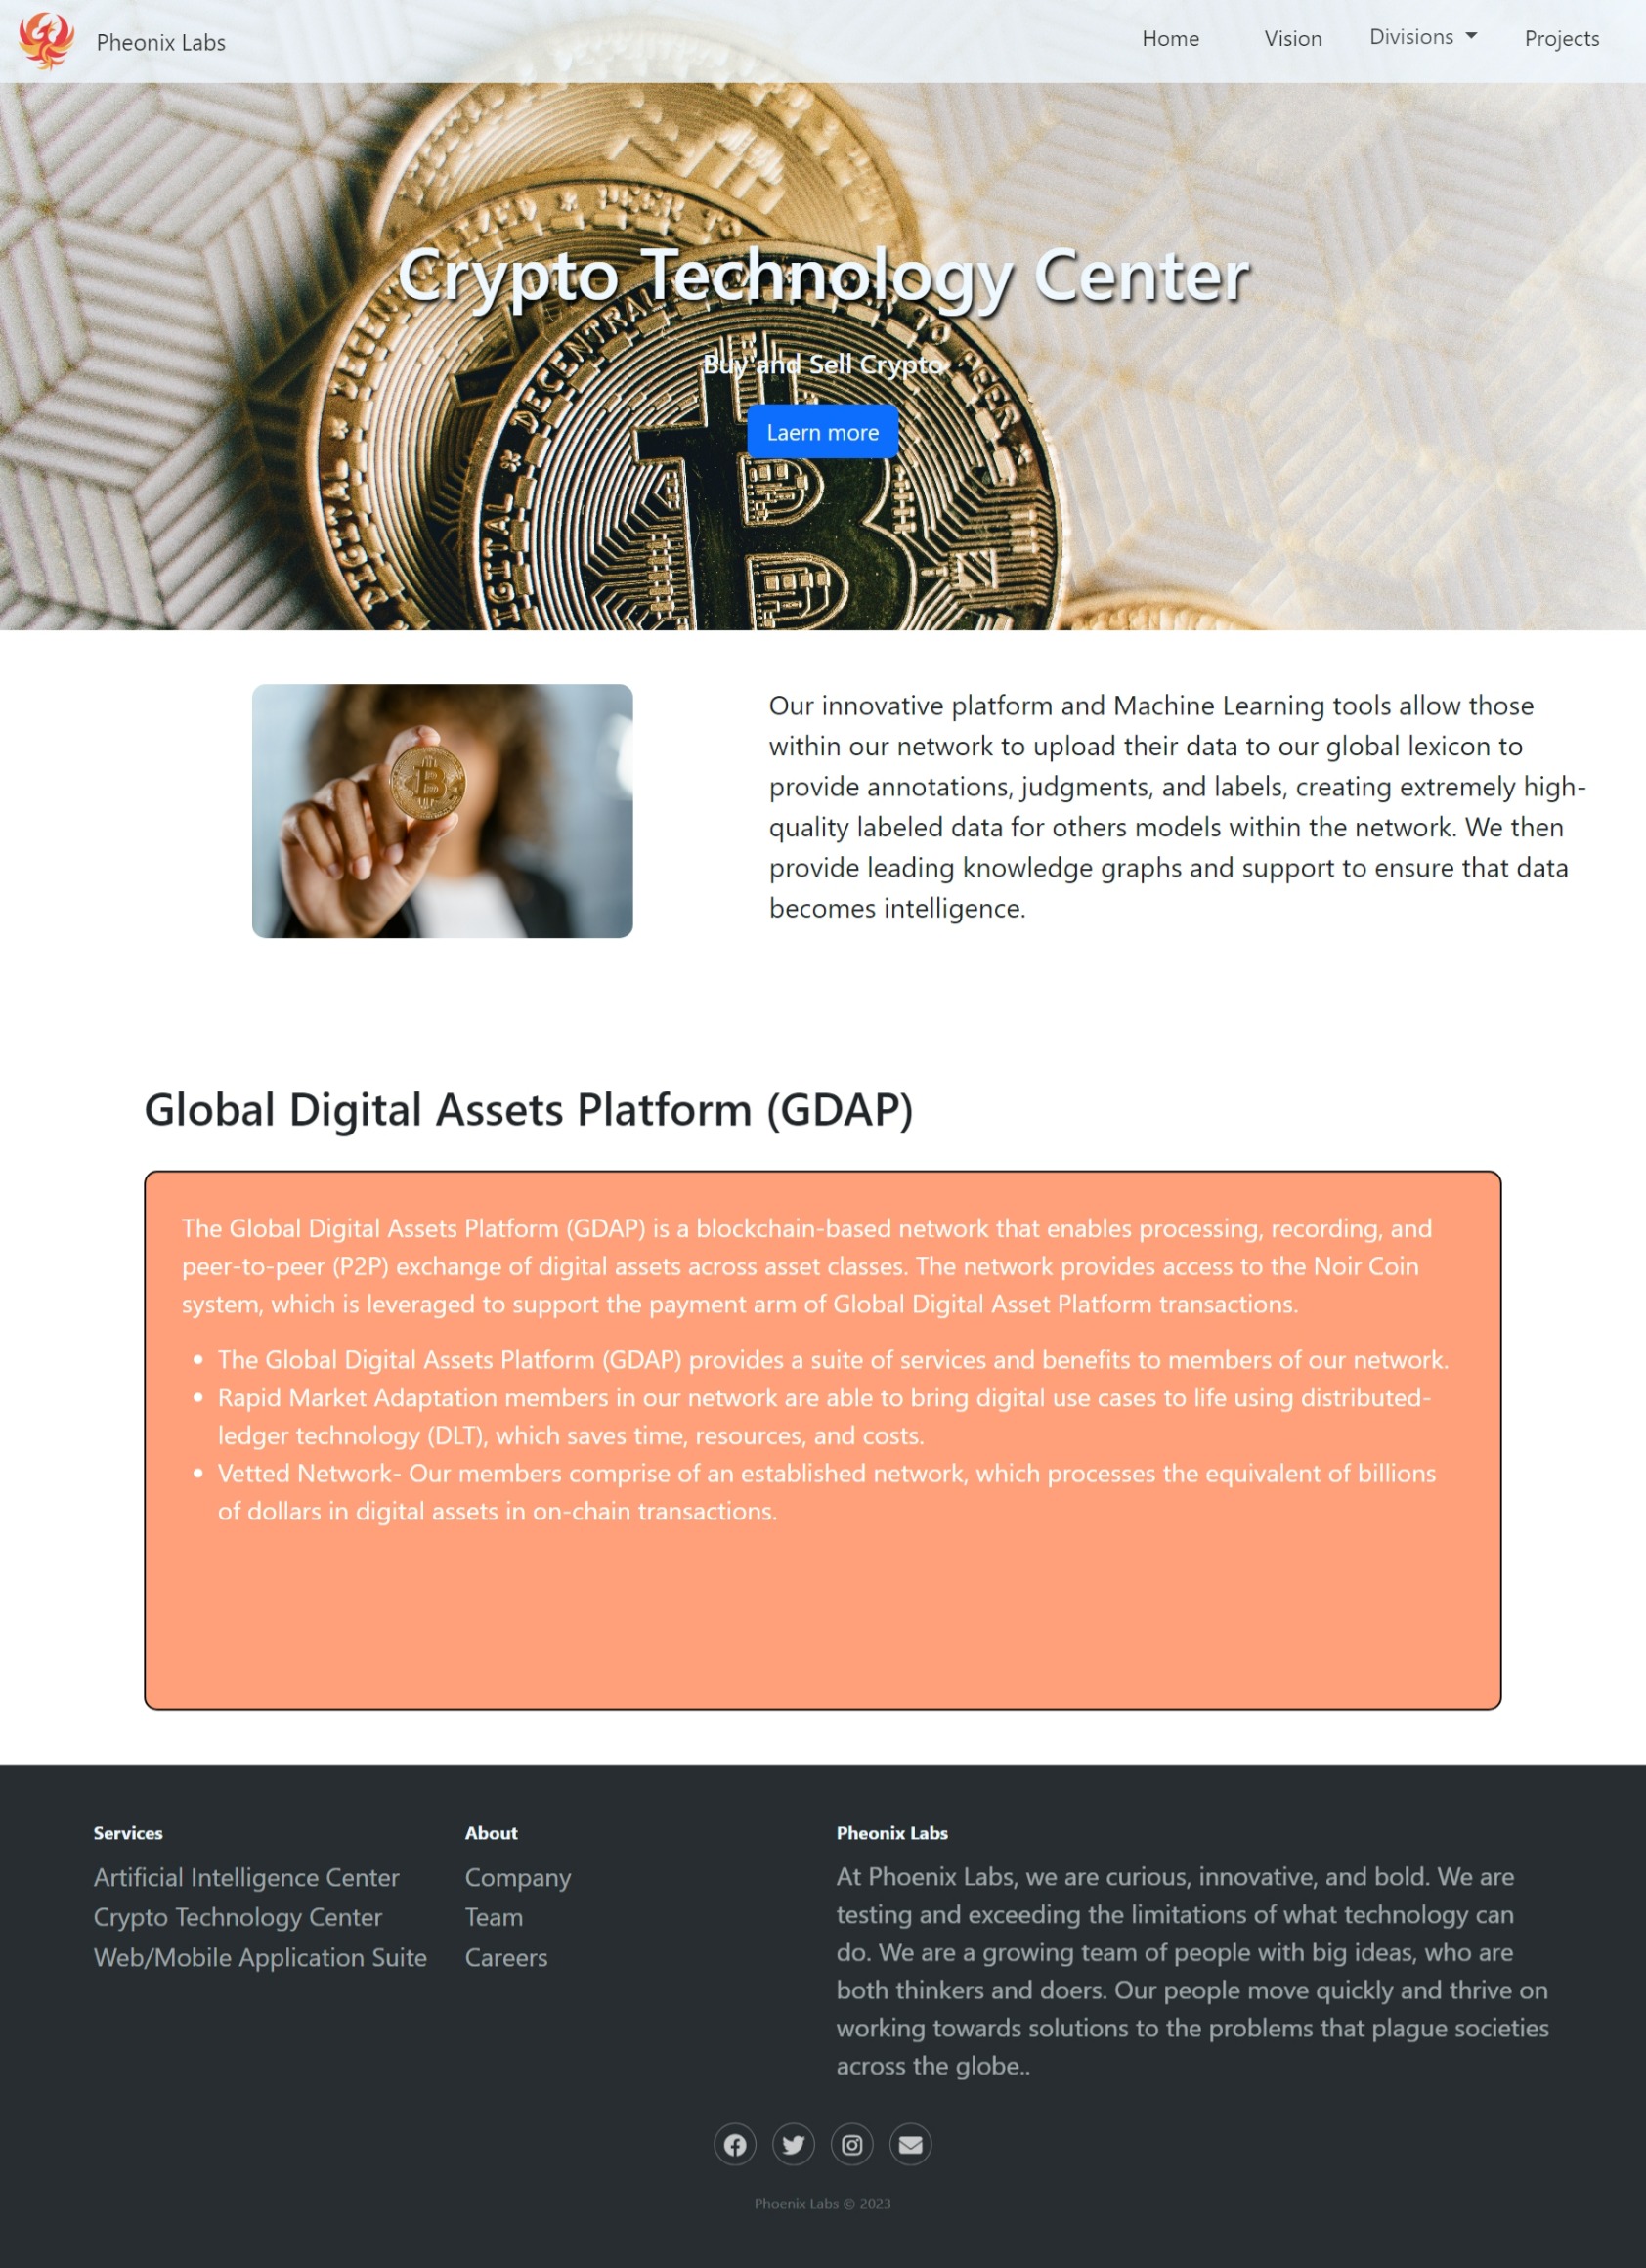 Pheonix Labs
Home
Vision
Divisions
Projects
Crypto Technology Center
Buy and Sell Crypto
Laern more
DECENTRAL
DIGITAL
DIGITAL
TO PEER
PEER TO
Our innovative platform and Machine Learning tools allow those
within our network to upload their data to our global lexicon to
provide annotations, judgments, and labels, creating extremely high-
quality labeled data for others models within the network. We then
provide leading knowledge graphs and support to ensure that data
becomes intelligence.
Global Digital Assets Platform (GDAP)
The Global Digital Assets Platform (GDAP) is a blockchain-based network that enables processing, recording, and
peer-to-peer (P2P) exchange of digital assets across asset classes. The network provides access to the Noir Coin
system, which is leveraged to support the payment arm of Global Digital Asset Platform transactions.
• The Global Digital Assets Platform (GDAP) provides a suite of services and benefits to members of our network.
• Rapid Market Adaptation members in our network are able to bring digital use cases to life using distributed-
ledger technology (DLT), which saves time, resources, and costs.
• Vetted Network- Our members comprise of an established network, which processes the equivalent of billions
of dollars in digital assets in on-chain transactions.
Services
Artificial Intelligence Center
Crypto Technology Center
Web/Mobile Application Suite
About
Company
Team
Careers
Pheonix Labs
At Phoenix Labs, we are curious, innovative, and bold. We are
testing and exceeding the limitations of what technology can
do. We are a growing team of people with big ideas, who are
both thinkers and doers. Our people move quickly and thrive on
working towards solutions to the problems that plague societies
across the globe..
Phoenix Labs © 2023